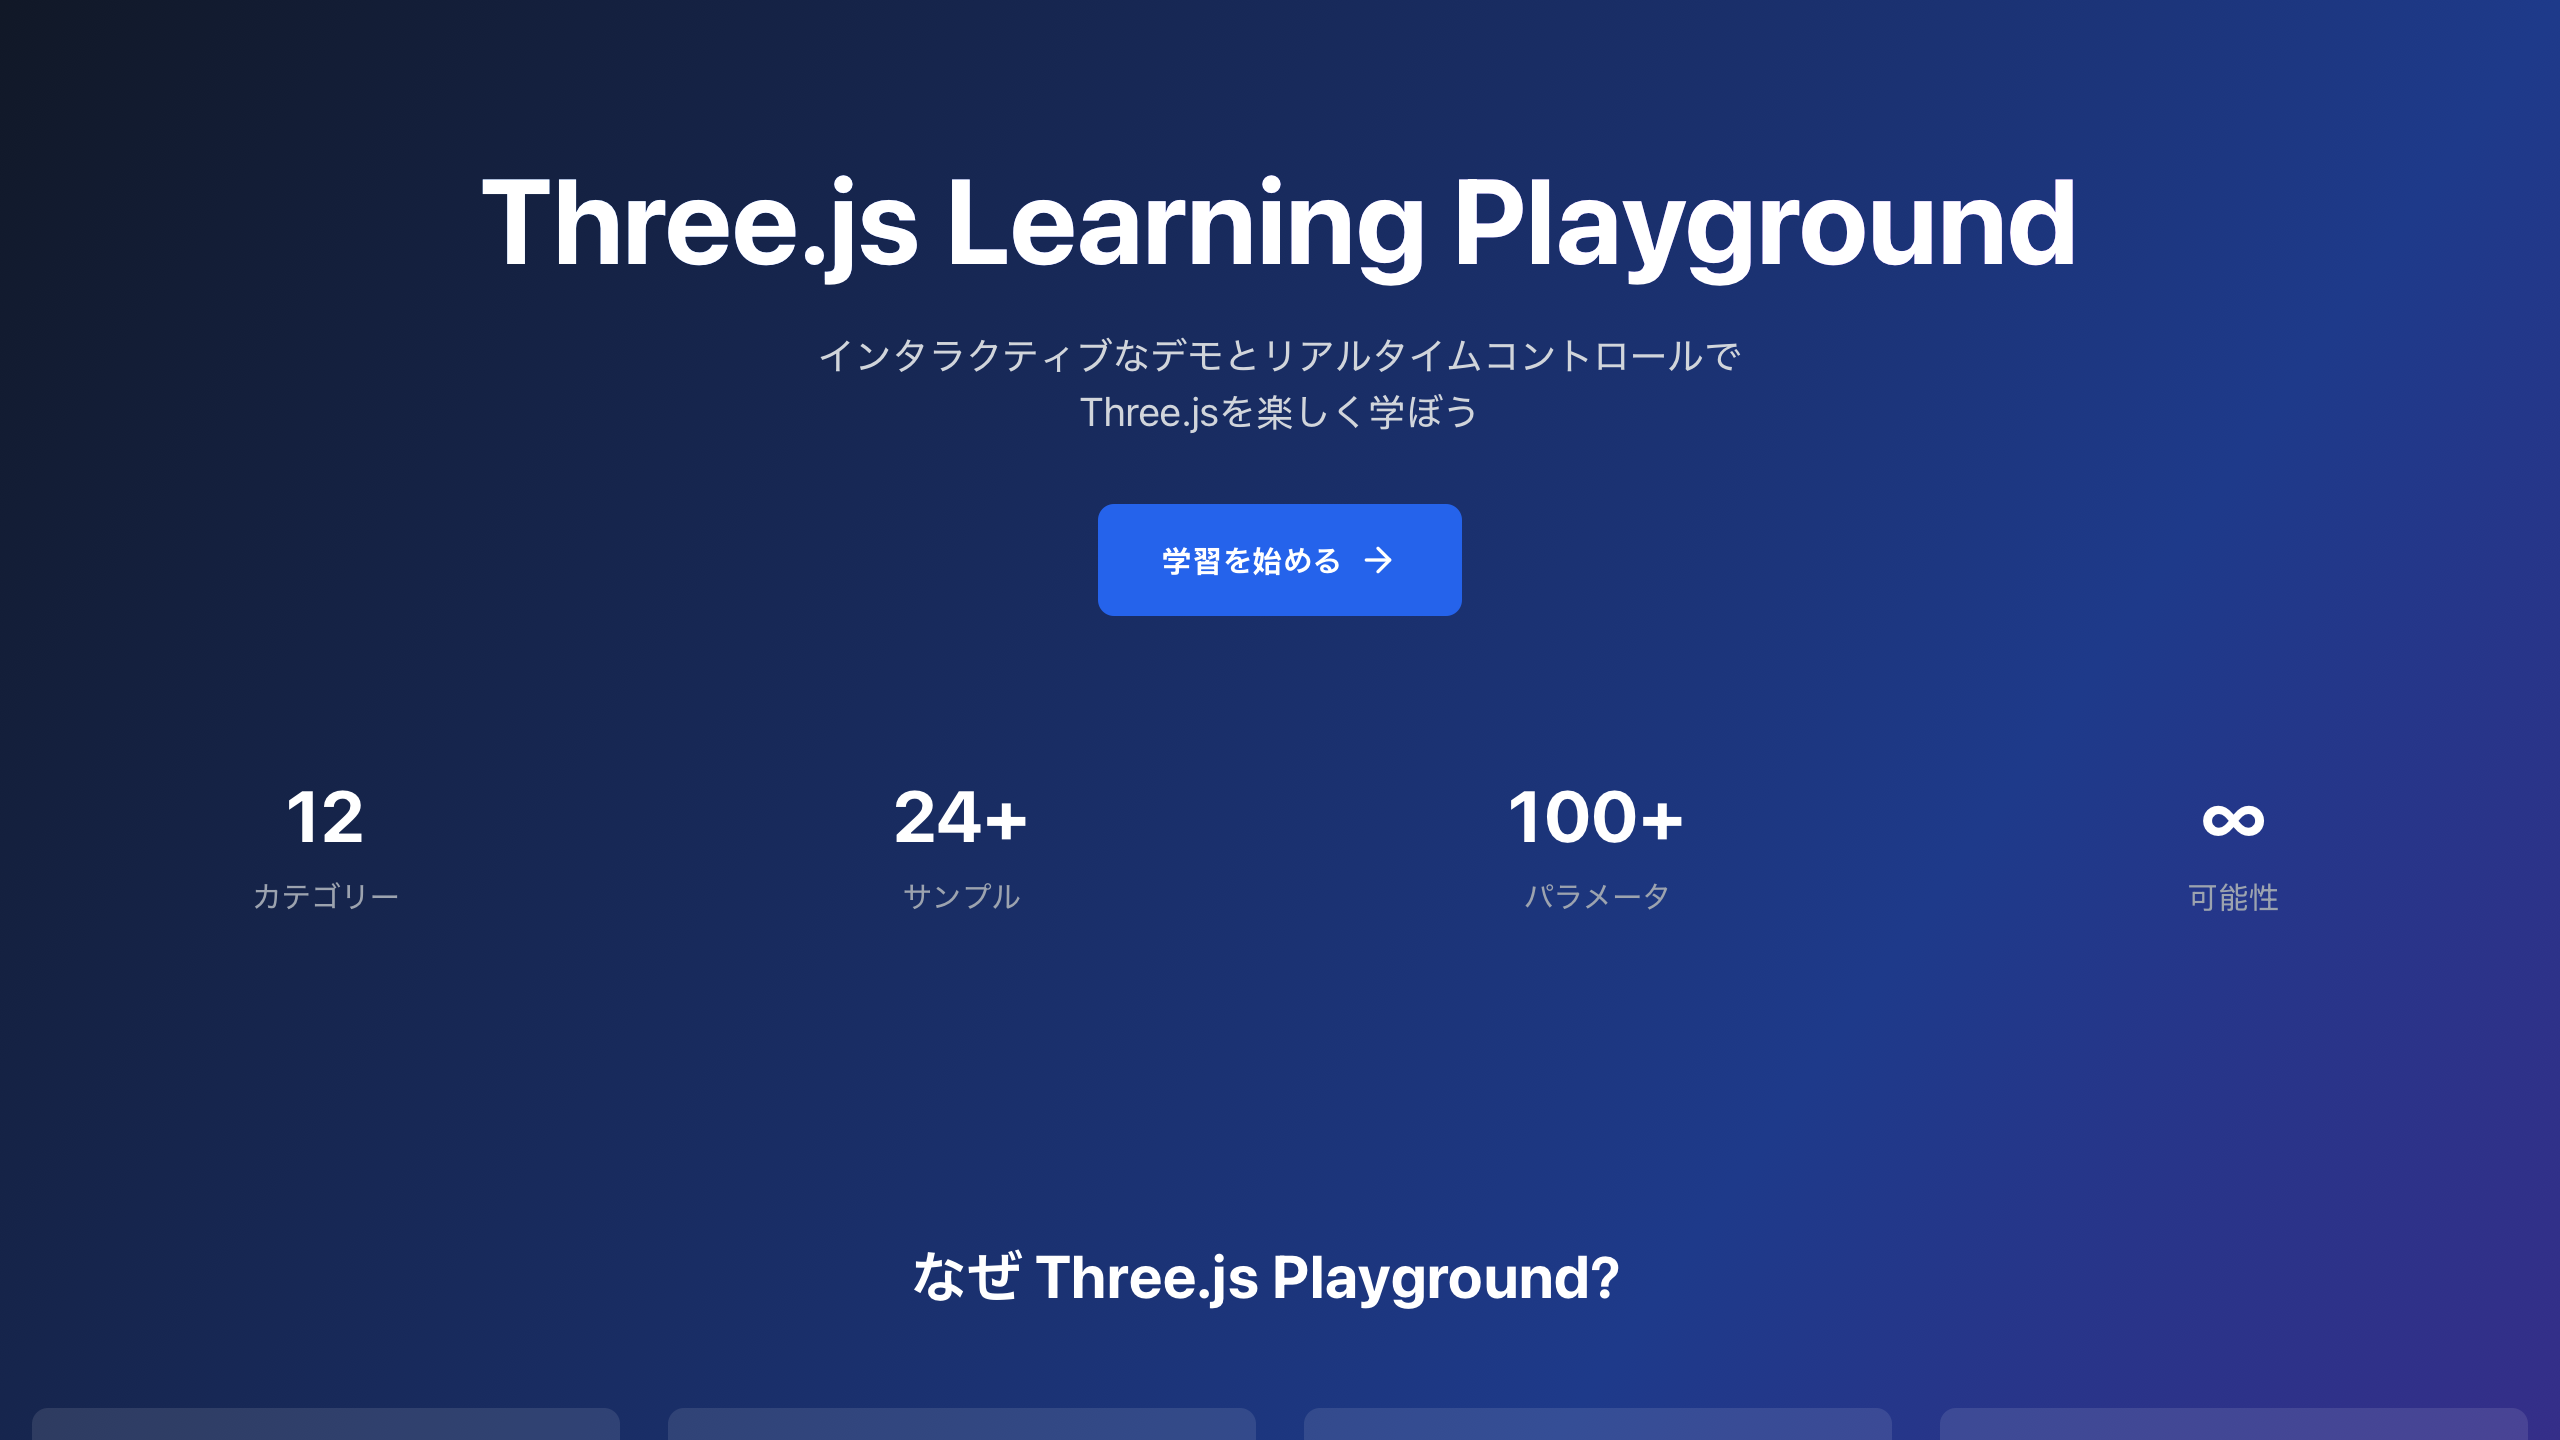 Three.js Learning Playground
インタラクティブなデモとリアルタイムコントロールで
Three.jsを楽しく学ぼう
学習を始める →
12
カテゴリー
24+
サンプル
100+
パラメータ
∞
可能性
なぜ Three.js Playground?